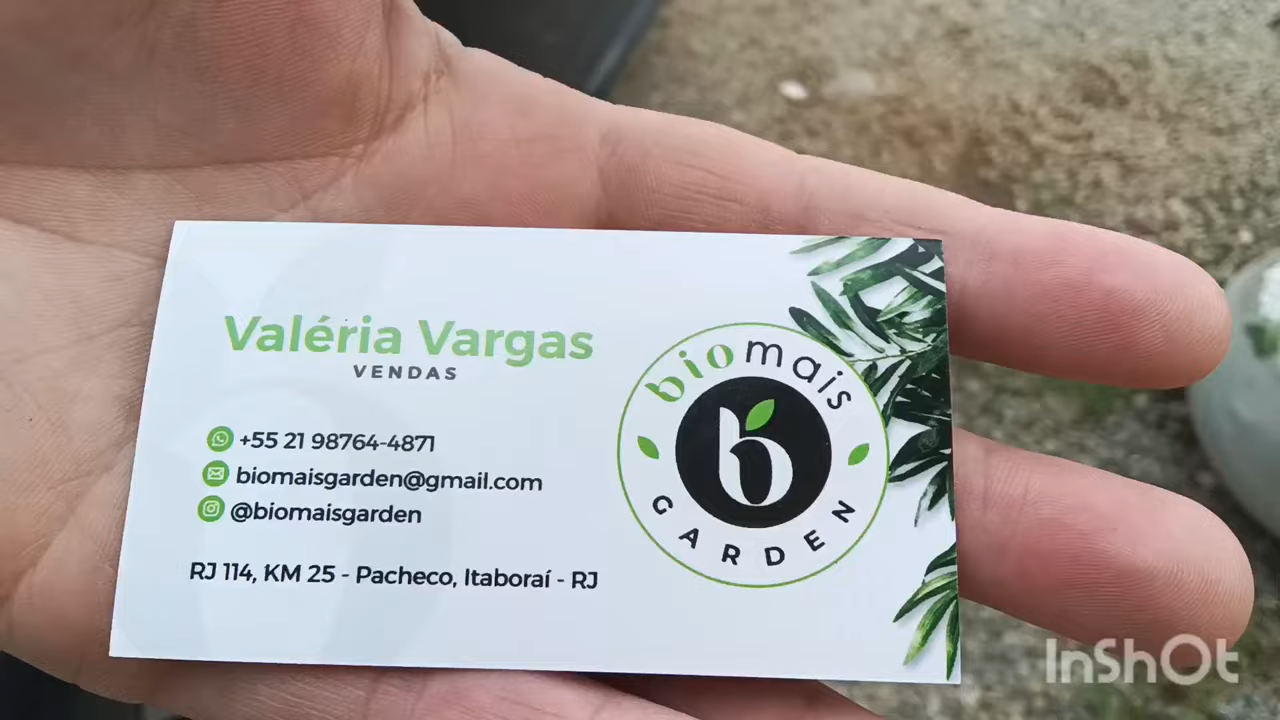 Valéria Vargas
VENDAS
+55 21 98764-4871
biomaisgarden@gmail.com
@biomaisgarden
RJ 114, KM 25 - Pacheco, Itaboraí - RJ
biomais
b
GARDEN
InShOt